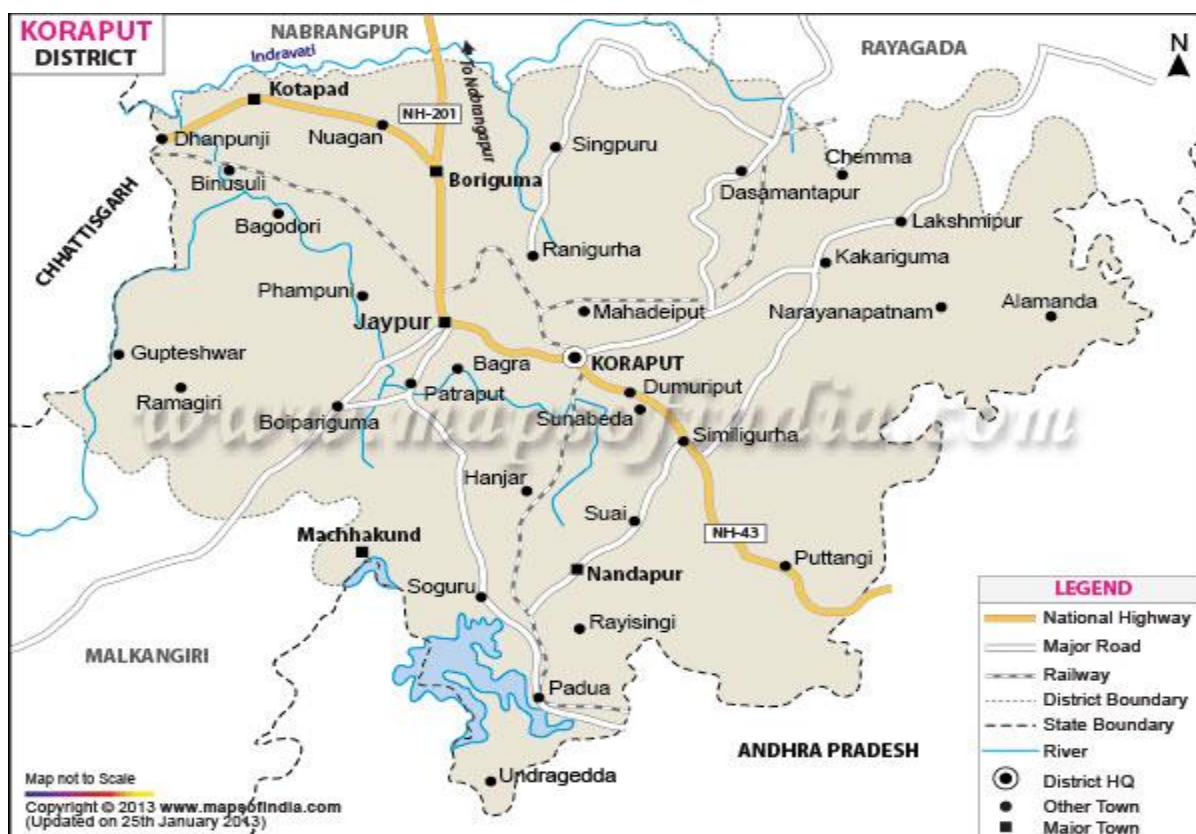 KORAPUT
DISTRICT
NABRANGPUR
RAYAGADA
N
Indravati
To Nabrangapur
Kotapad
NH-201
Dhanpunji
Nuagan
Singpuru
Chemma
Binusuli
Boriguma
Dasamantapur
CHHATTISGARH
Bagodori
Lakshmipur
Ranigurha
Kakariguma
Phampuni
Mahadeiput
Narayanapatnam
Alamanda
Jaypur
Gupteshwar
Bagra
KORAPUT
Ramagiri
Patraput
Dumuriput
Boipariguma
Sunabeda
www.mapsofindia.com
Similigurha
Hanjar
Suai
NH-43
Machhakund
Puttangi
Nandapur
Soguru
Rayisingi
MALKANGIRI
Padua
ANDHRA PRADESH
Undragedda
LEGEND
National Highway
Major Road
Railway
District Boundary
State Boundary
River
District HQ
Other Town
Major Town
Map not to Scale
Copyright © 2013 www.mapsofindia.com
(Updated on 25th January 2013)